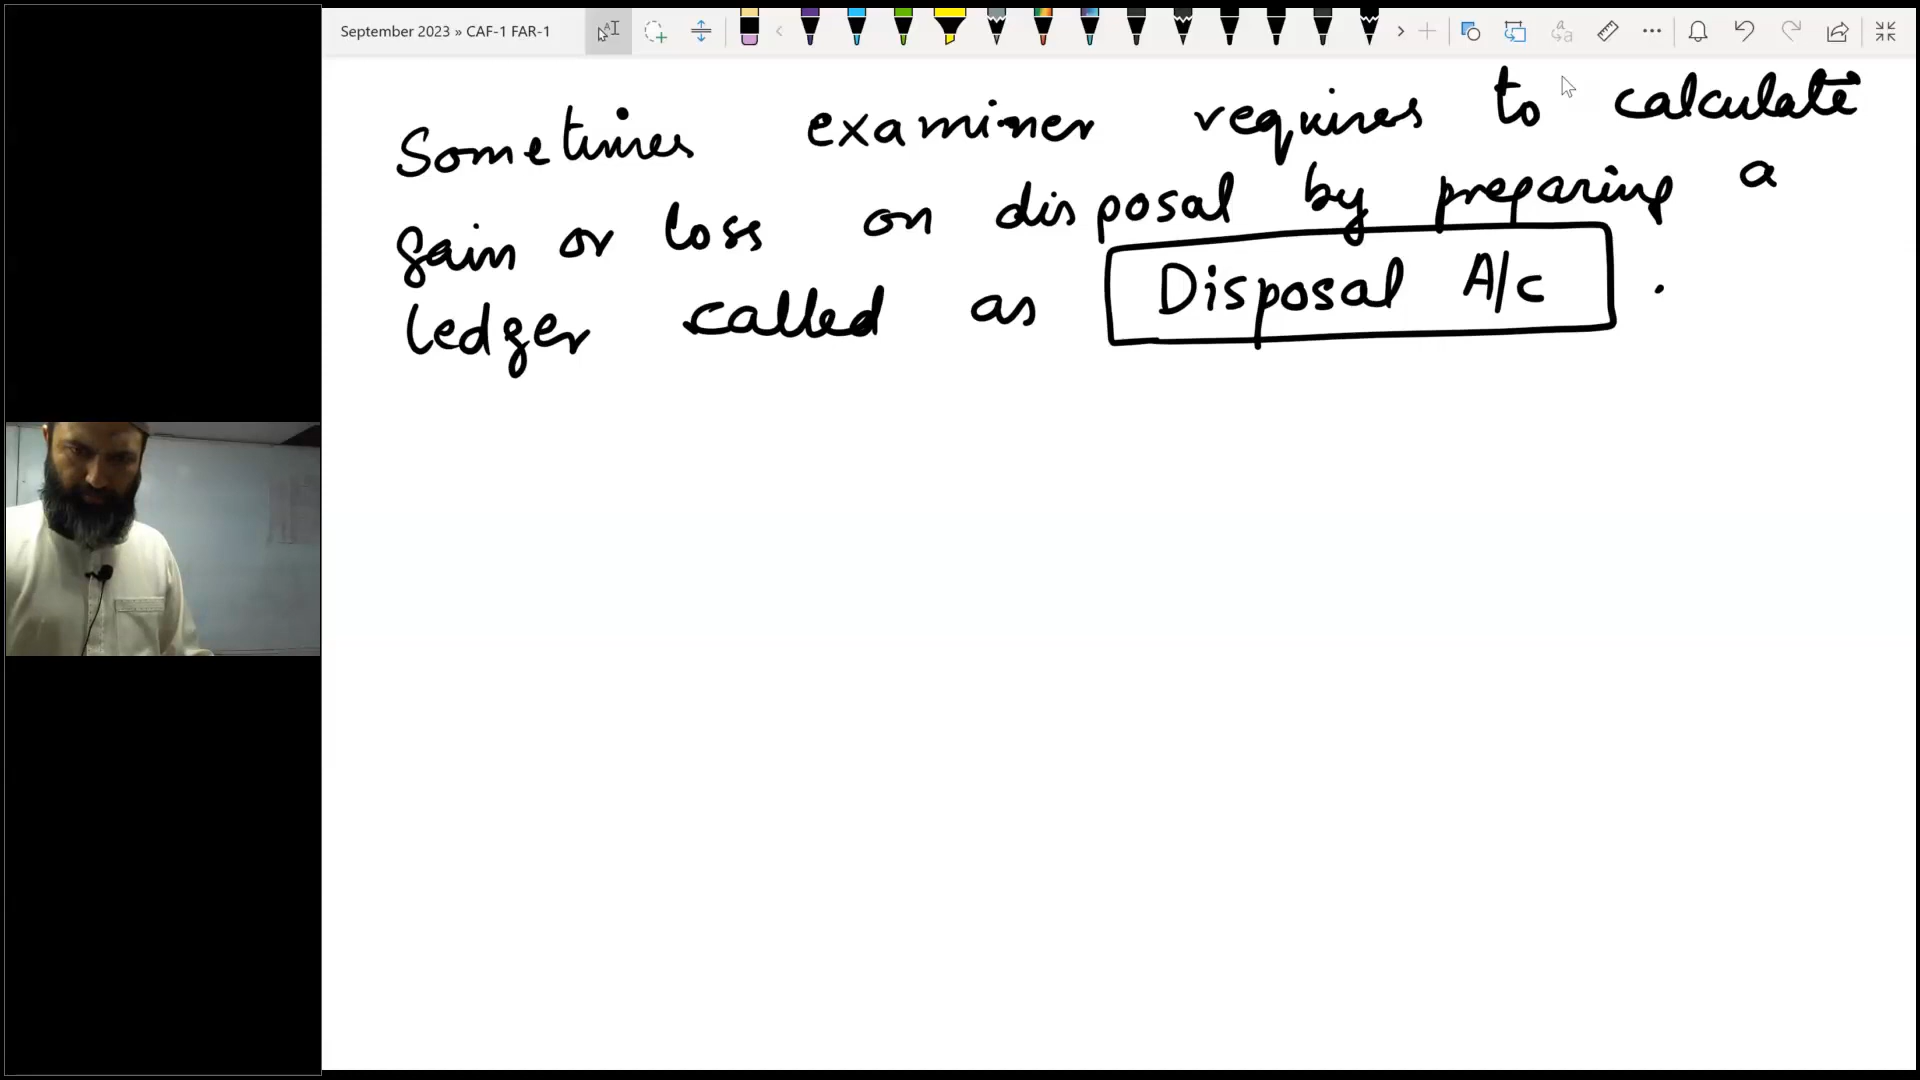 September 2023 » CAF-1 FAR-1
Sometimes examiner requires to calculate
gain or loss on disposal by preparing a
ledger called as Disposal A/c .